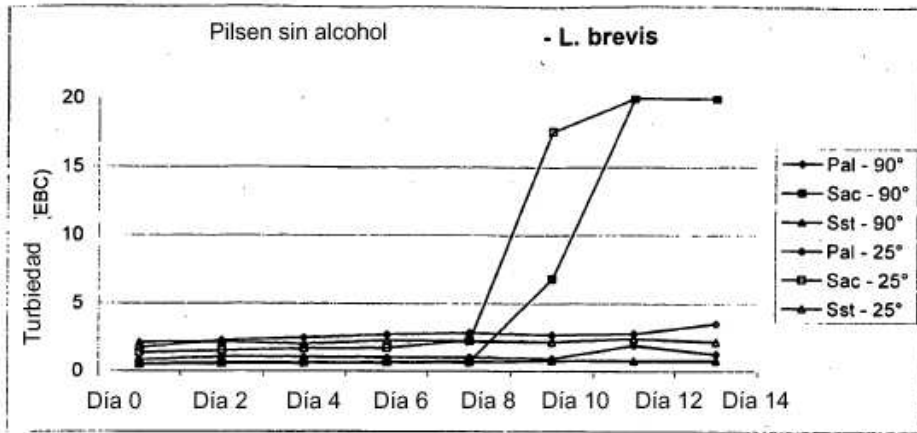 Pilsen sin alcohol
- L. brevis
Turbiedad (EBC)
20
15
10
5
0
Día 0 Día 2 Día 4 Día 6 Día 8 Día 10 Día 12 Día 14
Pal - 90°
Sac - 90°
Sst - 90°
Pal - 25°
Sac - 25°
Sst - 25°